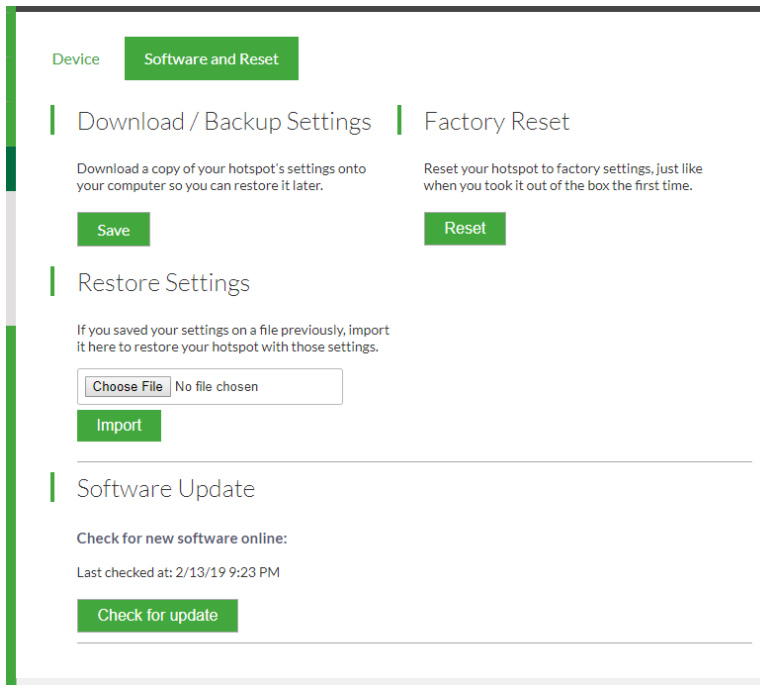 Device
Software and Reset
Download / Backup Settings
Download a copy of your hotspot's settings onto
your computer so you can restore it later.
Save
Factory Reset
Reset your hotspot to factory settings, just like
when you took it out of the box the first time.
Reset
Restore Settings
If you saved your settings on a file previously, import
it here to restore your hotspot with those settings.
Choose File No file chosen
Import
Software Update
Check for new software online:
Last checked at: 2/13/19 9:23 PM
Check for update